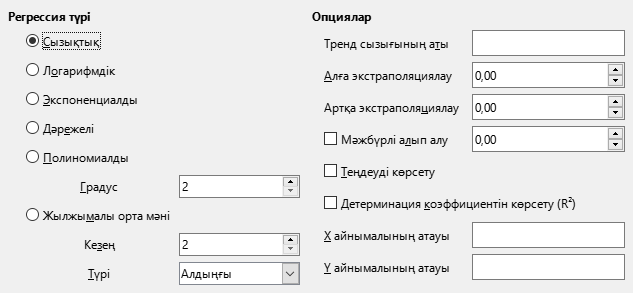 Регрессия түрі
Сызықтық
Логарифмдік
Экспоненциалды
Дәрежелі
Полиномиалды
Градус 2
Жылжымалы орта мәні
Кезең 2
Түрі Алдыңғы
Опциялар
Тренд сызығының аты
Алға экстраполяциялау 0,00
Артқа экстраполяциялау 0,00
Мәжбүрлі алып алу 0,00
Теңдеуді көрсету
Детерминация коэффициентін көрсету (R²)
X айнымалының атауы
Y айнымалының атауы